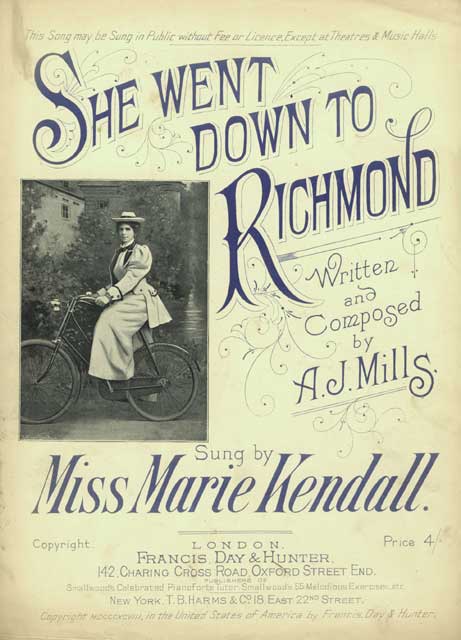 This Song may be Sung in Public without Fee or Licence, Except at Theatres & Music Halls
SHE WENT
DOWN TO
RICHMOND
Written
and
Composed
by
A.J. Mills.
Sung by
Miss Marie Kendall.
Copyright.
LONDON.
Price 4/-
FRANCIS, DAY & HUNTER,
142, CHARING CROSS ROAD, OXFORD STREET END.
PUBLISHERS OF
Smallwood's Celebrated Pianoforte Tutor. Smallwood's 55 Melodious Exercises, etc.
NEW YORK. T. B. HARMS & Co 18 EAST 22ND STREET.
Copyright MDCCCXCVIII, in the United States of America by Francis, Day & Hunter.